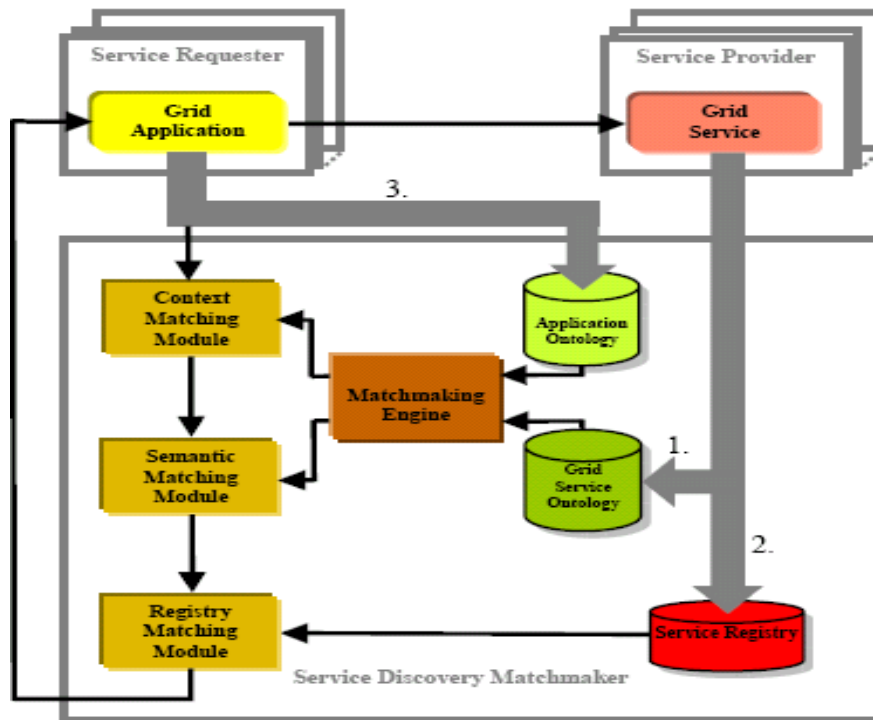 Service Requester
Service Provider
Grid
Application
Grid
Service
3.
Context
Matching
Module
Application
Ontology
Matchmaking
Engine
Semantic
Matching
Module
1.
Grid
Service
Ontology
2.
Registry
Matching
Module
Service Registry
Service Discovery Matchmaker